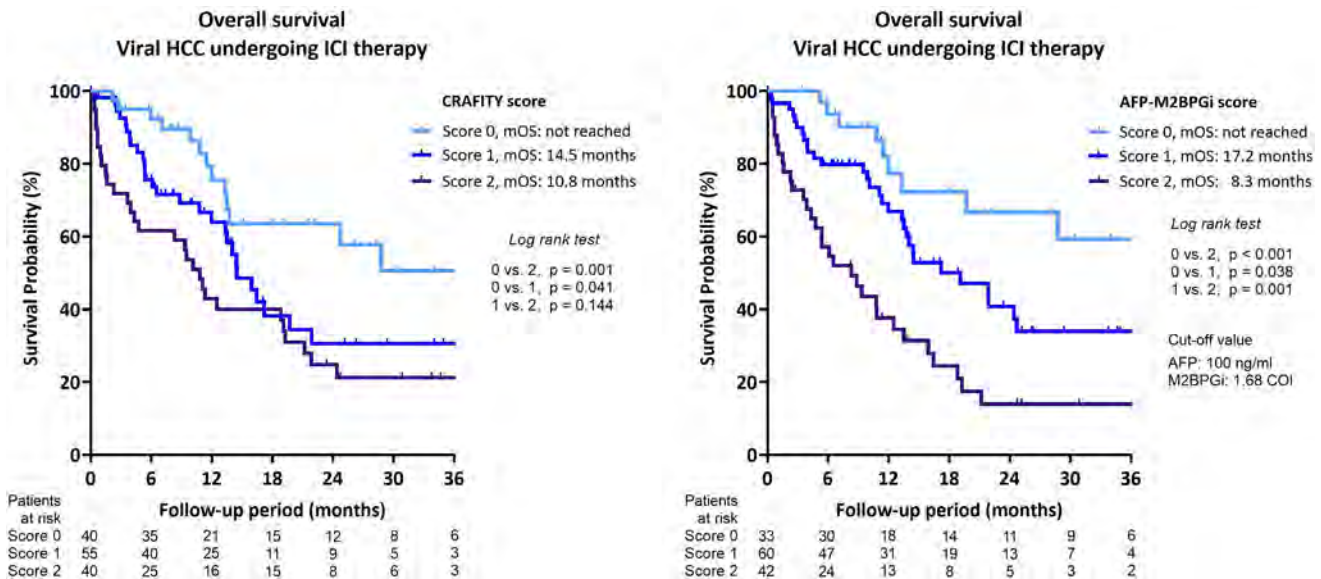 Overall survival
Viral HCC undergoing ICI therapy
CRAFITY score
Score 0, mOS: not reached
Score 1, mOS: 14.5 months
Score 2, mOS: 10.8 months
Log rank test
0 vs. 2, p = 0.001
0 vs. 1, p = 0.041
1 vs. 2, p = 0.144
Survival Probability (%)
100
80
60
40
20
0
0 6 12 18 24 30 36
Follow-up period (months)
Patients
at risk
Score 0 40 35 21 15 12 8 6
Score 1 55 40 25 11 9 5 3
Score 2 40 25 16 15 8 6 3
Overall survival
Viral HCC undergoing ICI therapy
AFP-M2BPGi score
Score 0, mOS: not reached
Score 1, mOS: 17.2 months
Score 2, mOS: 8.3 months
Log rank test
0 vs. 2, p < 0.001
0 vs. 1, p = 0.038
1 vs. 2, p = 0.001
Cut-off value
AFP: 100 ng/ml
M2BPGi: 1.68 COI
Survival Probability (%)
100
80
60
40
20
0
0 6 12 18 24 30 36
Follow-up period (months)
Patients
at risk
Score 0 33 30 18 14 11 9 6
Score 1 60 47 31 19 13 7 4
Score 2 42 24 13 8 5 3 2